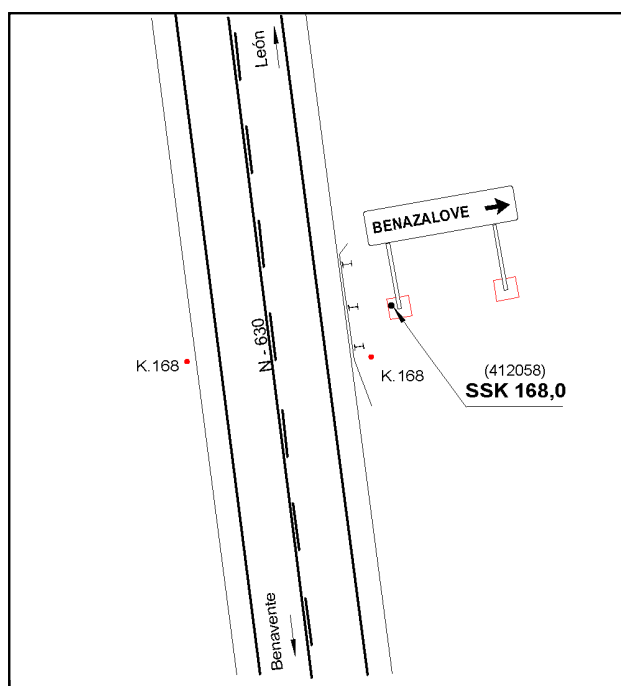 León
BENAZALOVE
N - 630
K.168
K. 168
(412058)
SSK 168,0
Benavente